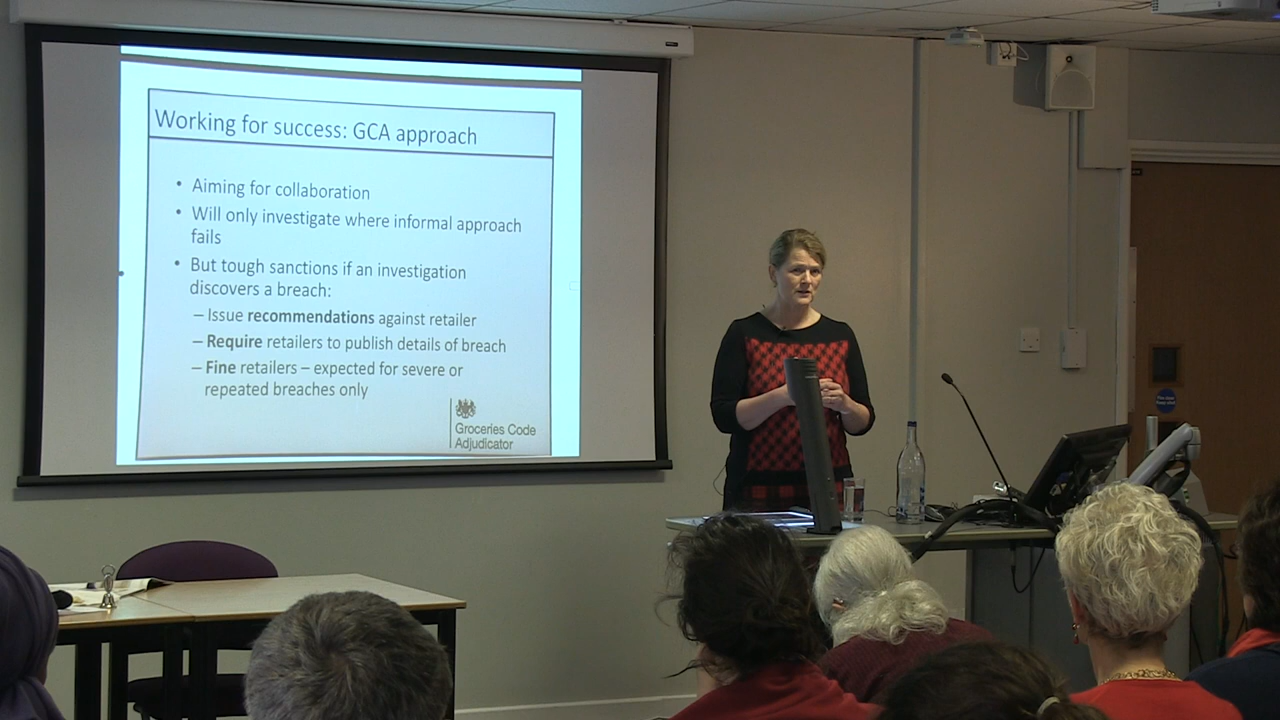 Working for success: GCA approach
• Aiming for collaboration
• Will only investigate where informal approach
fails
• But tough sanctions if an investigation
discovers a breach:
– Issue recommendations against retailer
– Require retailers to publish details of breach
– Fine retailers – expected for severe or
repeated breaches only
Groceries Code
Adjudicator